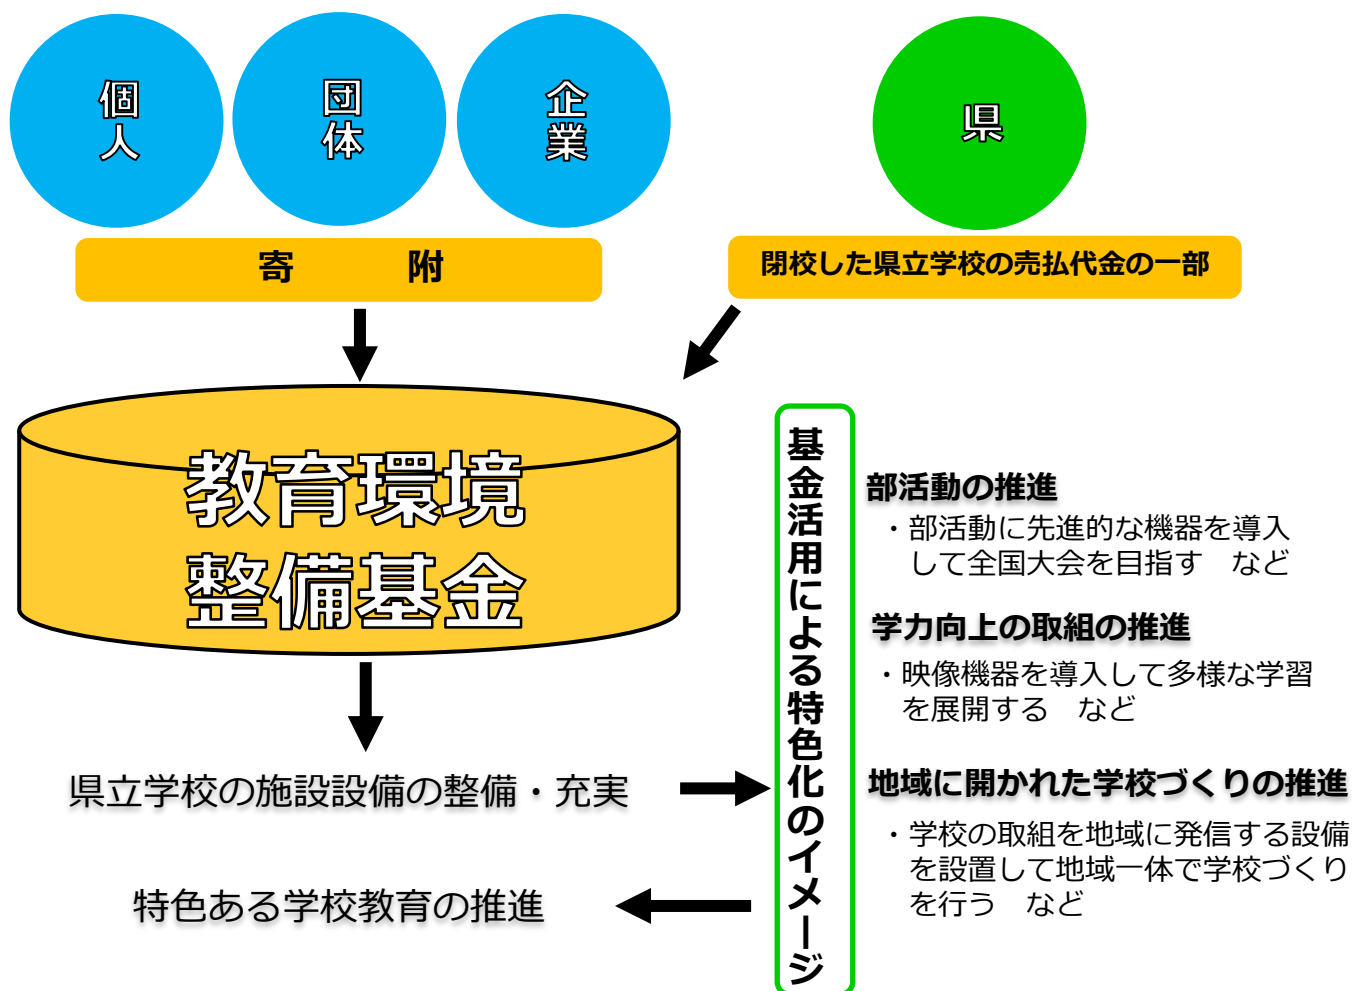 個人
団体
企業
県
寄　附
閉校した県立学校の売払代金の一部
教育環境
整備基金
県立学校の施設設備の整備・充実
特色ある学校教育の推進
基金活用による特色化のイメージ
部活動の推進
・部活動に先進的な機器を導入
して全国大会を目指す　など
学力向上の取組の推進
・映像機器を導入して多様な学習
を展開する　など
地域に開かれた学校づくりの推進
・学校の取組を地域に発信する設備
を設置して地域一体で学校づくり
を行う　など